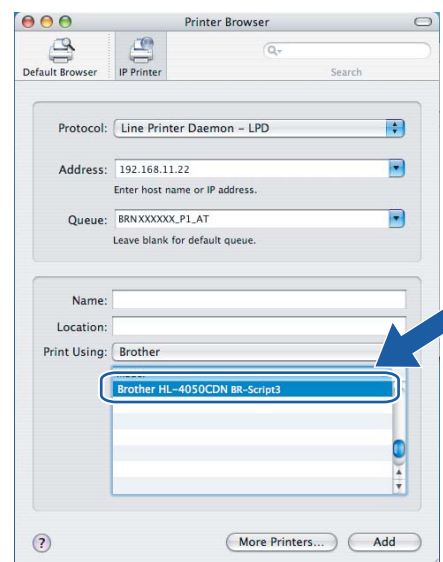 Printer Browser
Default Browser
IP Printer
Search
Protocol: Line Printer Daemon – LPD
Address: 192.168.11.22
Enter host name or IP address.
Queue: BRNXXXXXX_P1_AT
Leave blank for default queue.
Name:
Location:
Print Using: Brother
Brother HL-4050CDN BR-Script3
?
More Printers...
Add